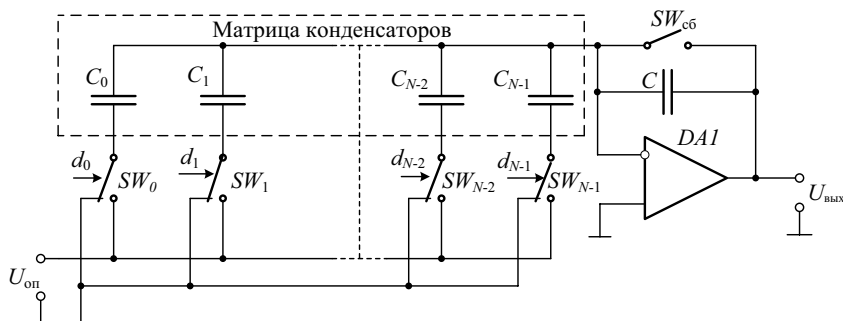 Матрица конденсаторов
SWсб
C0
C1
CN-2
CN-1
C
DA1
d0
d1
dN-2
dN-1
SW0
SW1
SWN-2
SWN-1
Uвых
Uоп